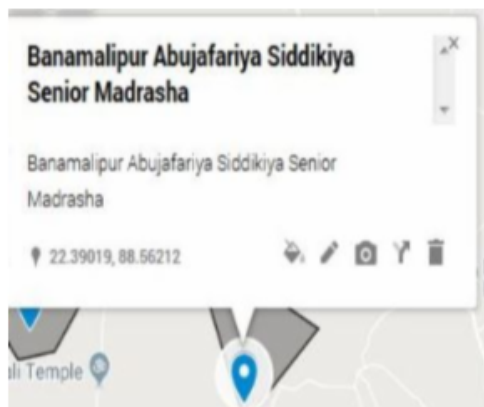 Banamalipur Abujafariya Siddikiya
Senior Madrasha
Banamalipur Abujafariya Siddikiya Senior
Madrasha
22.39019, 88.56212
ali Temple